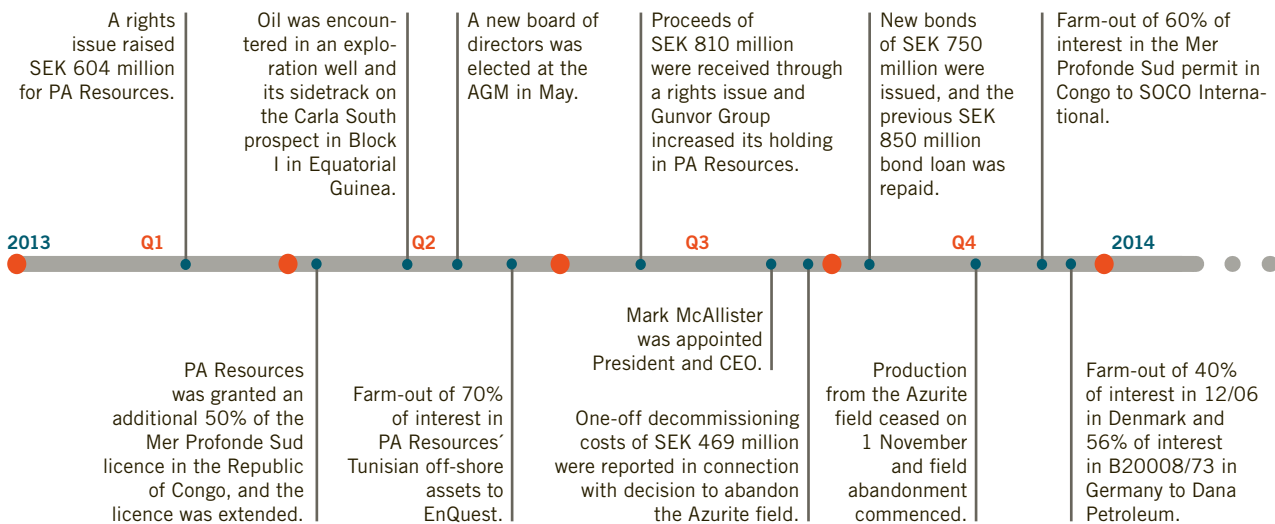 A rights
issue raised
SEK 604 million
for PA Resources.
Oil was encoun-
tered in an explo-
ration well and
its sidetrack on
the Carla South
prospect in Block
I in Equatorial
Guinea.
A new board of
directors was
elected at the
AGM in May.
Proceeds of
SEK 810 million
were received through
a rights issue and
Gunvor Group
increased its holding
in PA Resources.
New bonds
of SEK 750
million were
issued, and the
previous SEK
850 million
bond loan was
repaid.
Farm-out of 60% of
interest in the Mer
Profonde Sud permit in
Congo to SOCO Interna-
tional.
2013
Q1
Q2
Q3
Q4
2014
PA Resources
was granted an
additional 50% of the
Mer Profonde Sud
licence in the Republic
of Congo, and the
licence was extended.
Farm-out of 70%
of interest in
PA Resources´
Tunisian off-shore
assets to
EnQuest.
Mark McAllister
was appointed
President and CEO.
One-off decommissioning
costs of SEK 469 million
were reported in connection
with decision to abandon
the Azurite field.
Production
from the Azurite
field ceased on
1 November
and field
abandonment
commenced.
Farm-out of 40%
of interest in 12/06
in Denmark and
56% of interest
in B20008/73 in
Germany to Dana
Petroleum.